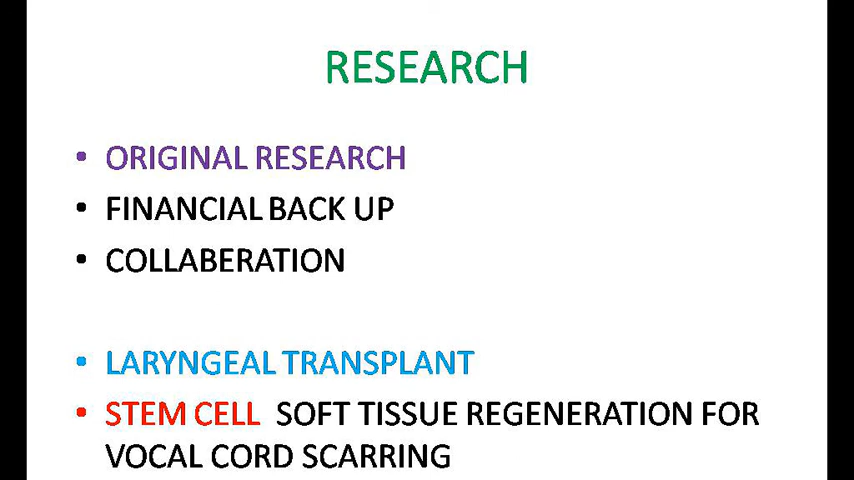 RESEARCH
• ORIGINAL RESEARCH
• FINANCIAL BACK UP
• COLLABERATION
• LARYNGEAL TRANSPLANT
• STEM CELL SOFT TISSUE REGENERATION FOR
VOCAL CORD SCARRING